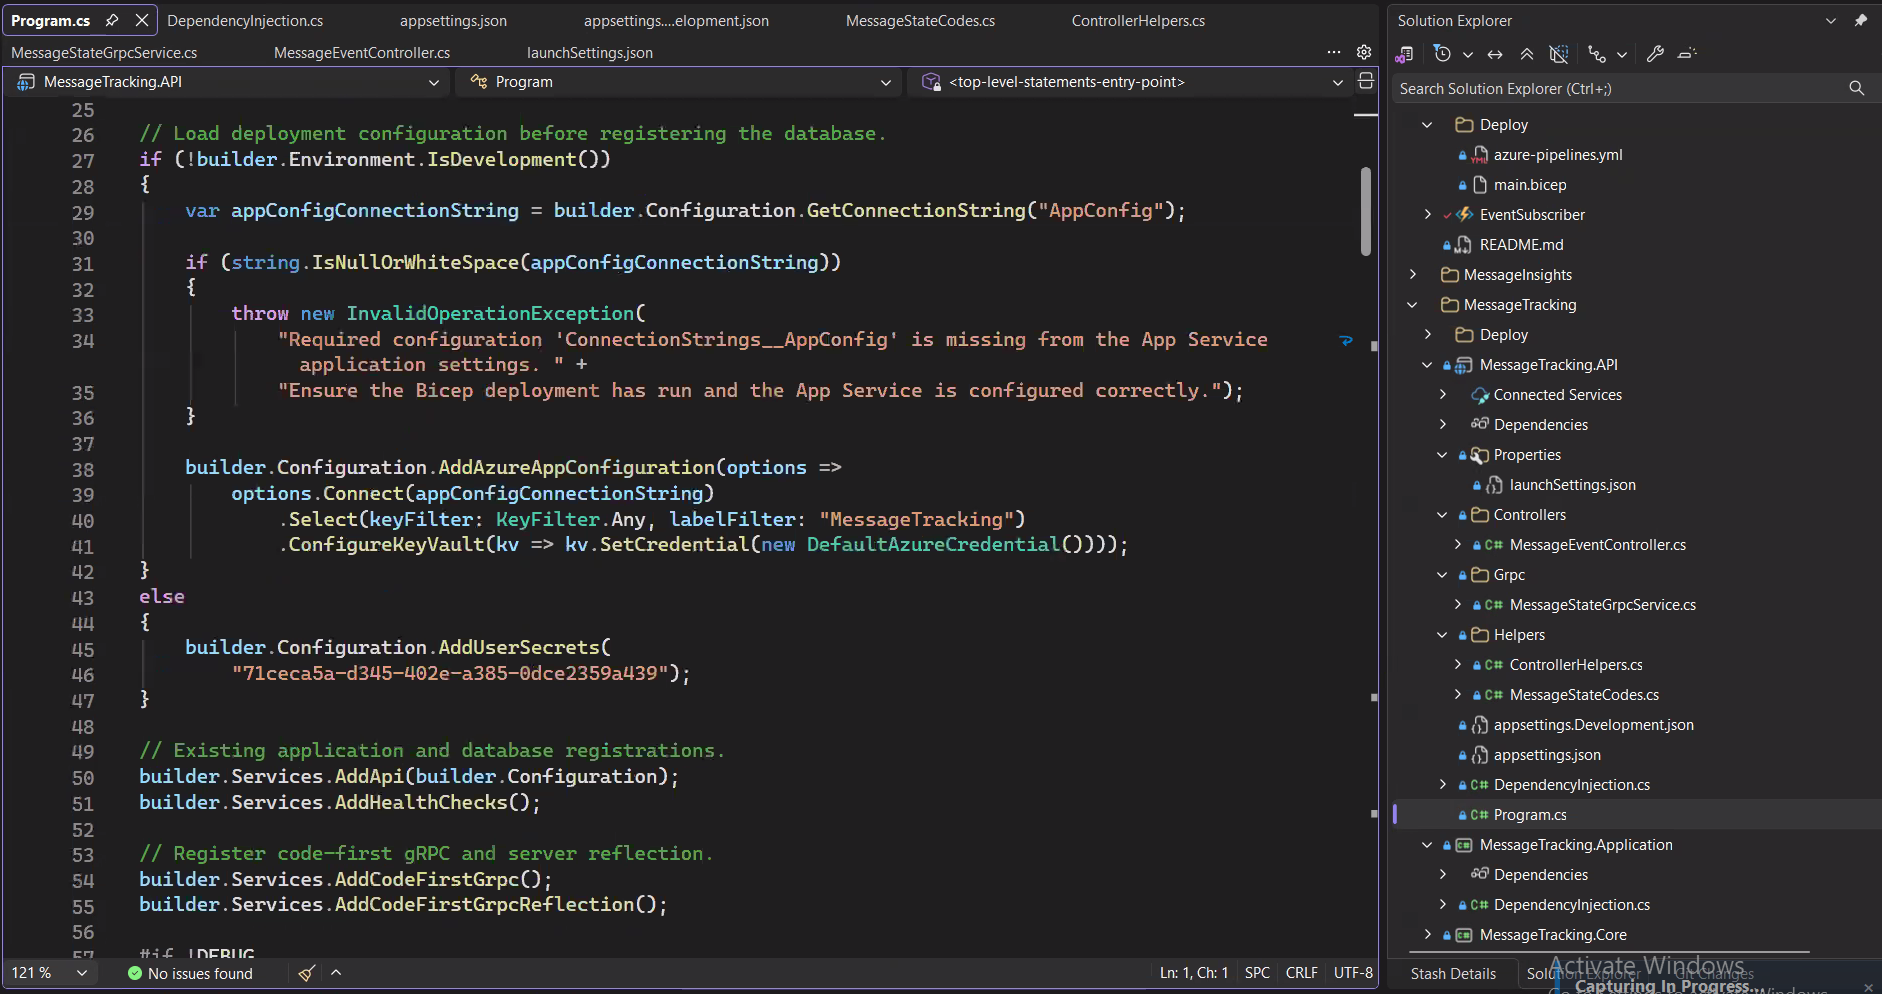 Program.cs
DependencyInjection.cs
appsettings.json
appsettings....elopment.json
MessageStateCodes.cs
ControllerHelpers.cs
MessageStateGrpcService.cs
MessageEventController.cs
launchSettings.json
MessageTracking.API
Program
<top-level-statements-entry-point>
25
26 // Load deployment configuration before registering the database.
27 if (!builder.Environment.IsDevelopment())
28 {
29 var appConfigConnectionString = builder.Configuration.GetConnectionString("AppConfig");
30
31 if (string.IsNullOrWhiteSpace(appConfigConnectionString))
32 {
33 throw new InvalidOperationException(
34 "Required configuration 'ConnectionStrings__AppConfig' is missing from the App Service
application settings. " +
35 "Ensure the Bicep deployment has run and the App Service is configured correctly.");
36 }
37
38 builder.Configuration.AddAzureAppConfiguration(options =>
39 options.Connect(appConfigConnectionString)
40 .Select(keyFilter: KeyFilter.Any, labelFilter: "MessageTracking")
41 .ConfigureKeyVault(kv => kv.SetCredential(new DefaultAzureCredential())));
42 }
43 else
44 {
45 builder.Configuration.AddUserSecrets(
46 "71ceca5a-d345-402e-a385-0dce2359a439");
47 }
48
49 // Existing application and database registrations.
50 builder.Services.AddApi(builder.Configuration);
51 builder.Services.AddHealthChecks();
52
53 // Register code-first gRPC and server reflection.
54 builder.Services.AddCodeFirstGrpc();
55 builder.Services.AddCodeFirstGrpcReflection();
56
57 #if !DEBUG
121 %
No issues found
Ln: 1, Ch: 1
SPC
CRLF
UTF-8
Solution Explorer
Search Solution Explorer (Ctrl+;)
Deploy
azure-pipelines.yml
main.bicep
EventSubscriber
README.md
MessageInsights
MessageTracking
Deploy
MessageTracking.API
Connected Services
Dependencies
Properties
launchSettings.json
Controllers
C# MessageEventController.cs
Grpc
C# MessageStateGrpcService.cs
Helpers
C# ControllerHelpers.cs
C# MessageStateCodes.cs
appsettings.Development.json
appsettings.json
C# DependencyInjection.cs
C# Program.cs
MessageTracking.Application
Dependencies
C# DependencyInjection.cs
MessageTracking.Core
Stash Details
Solution Explorer
Git Changes
Activate Windows
Capturing In Progress...